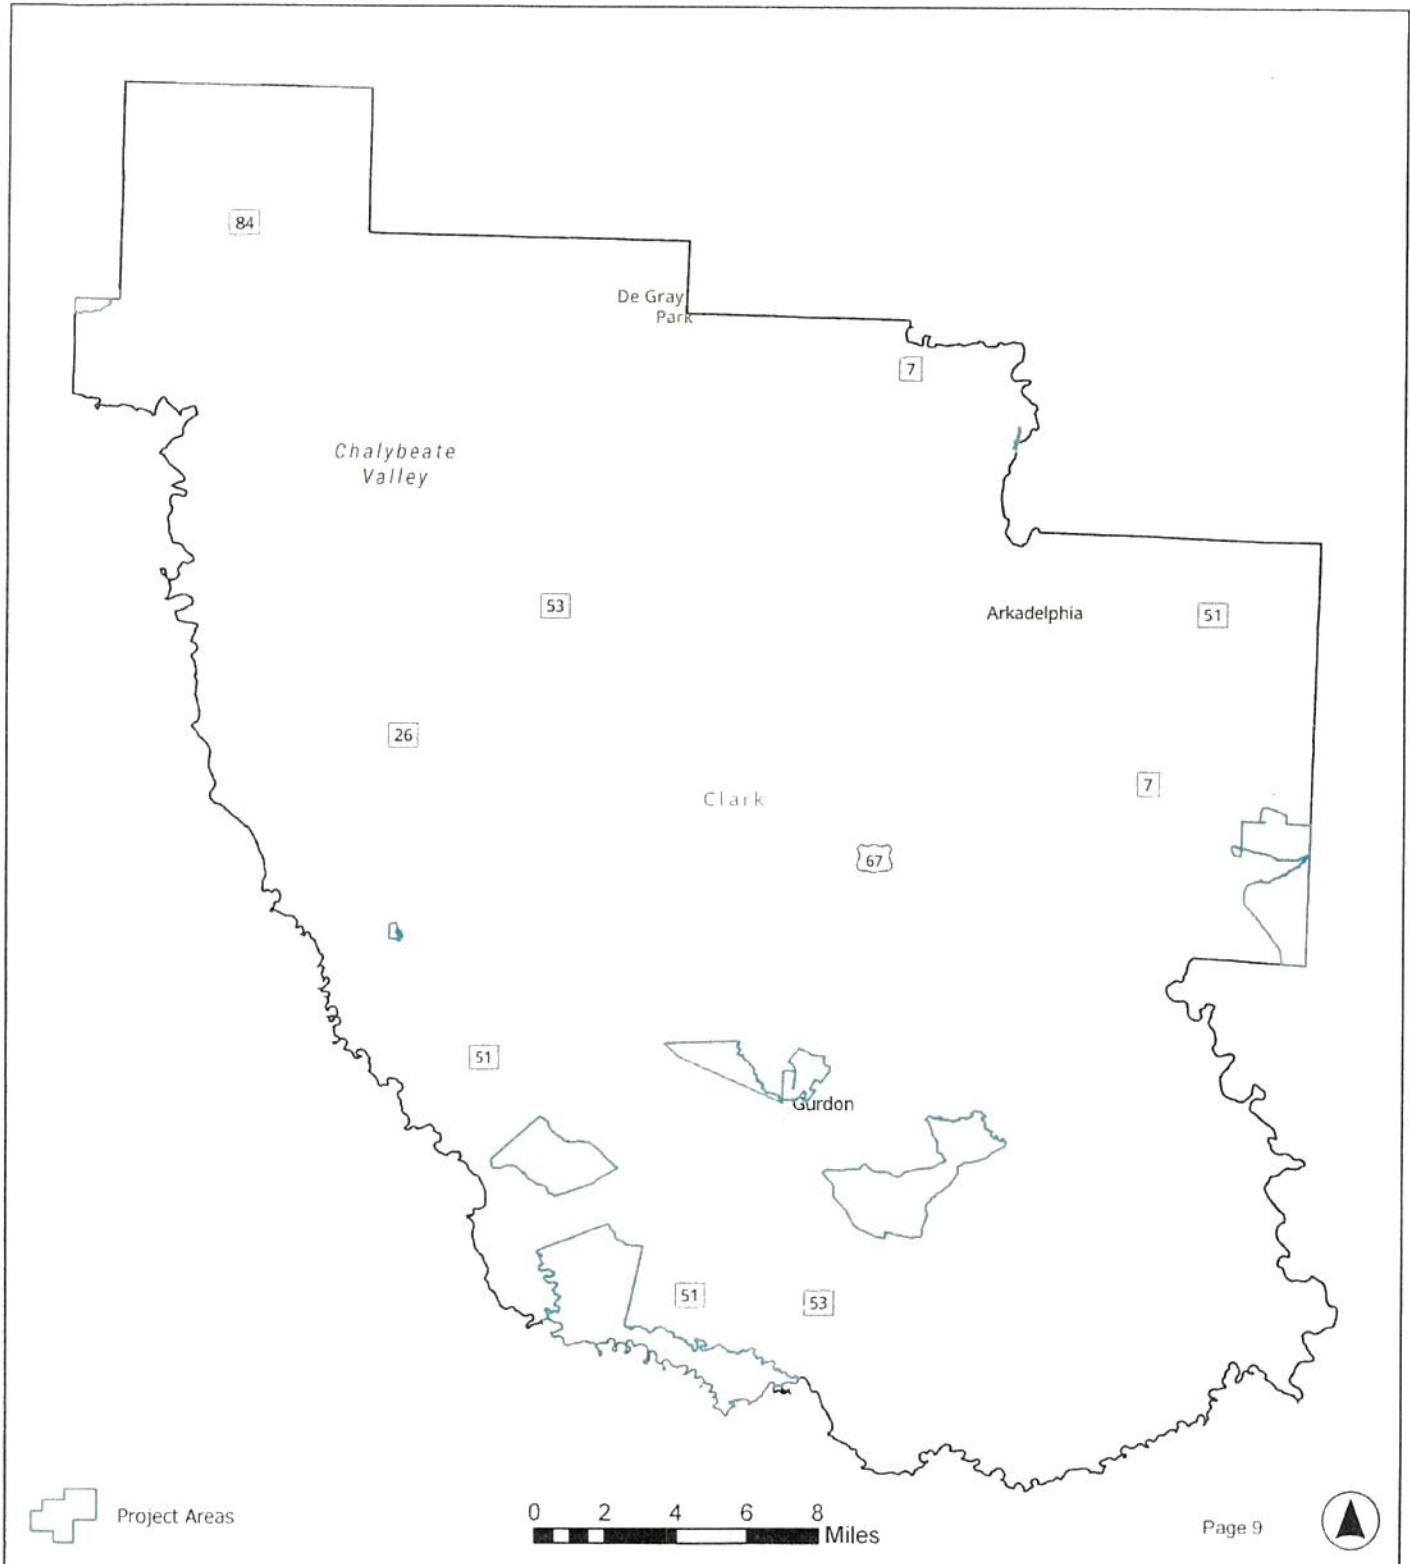 84
De Gray
Park
7
Chalybeate
Valley
53
Arkadelphia
51
26
7
Clark
67
51
Gurdon
51
53
Project Areas
0 2 4 6 8
Miles
Page 9